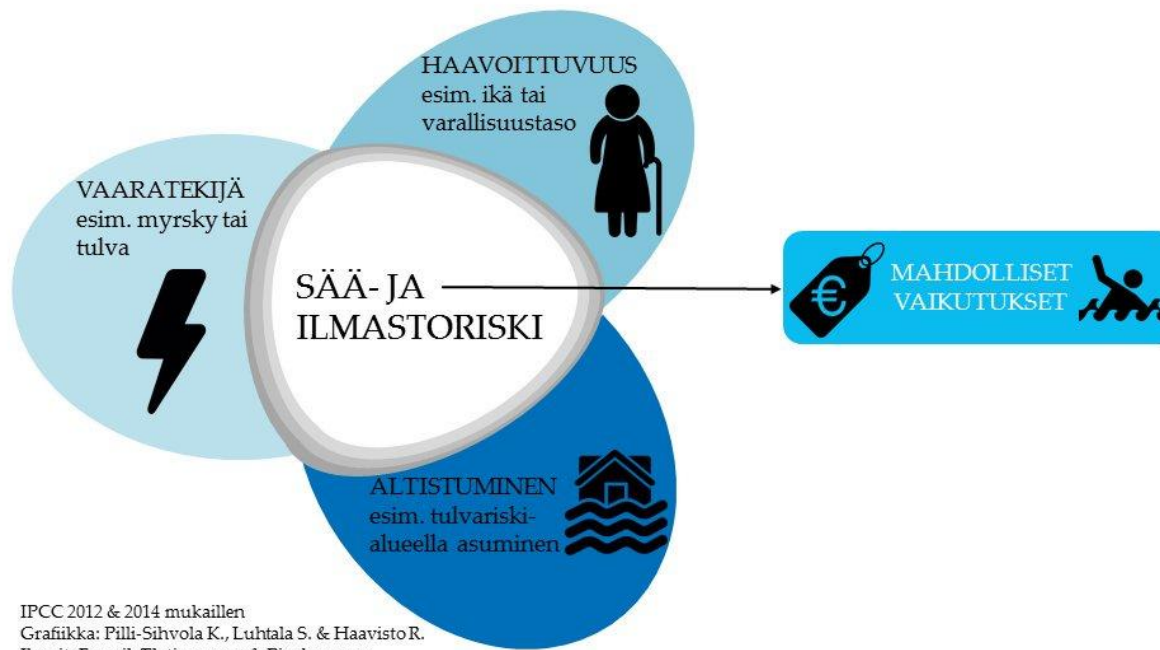 HAAVOITTUVUUS
esim. ikä tai
varallisuustaso
VAARATEKIJÄ
esim. myrsky tai
tulva
SÄÄ- JA
ILMASTORISKI
€
MAHDOLLISET
VAIKUTUKSET
ALTISTUMINEN
esim. tulvariski-
alueella asuminen
IPCC 2012 & 2014 mukaillen
Grafiikka: Pilli-Sihvola K., Luhtala S. & Haavisto R.